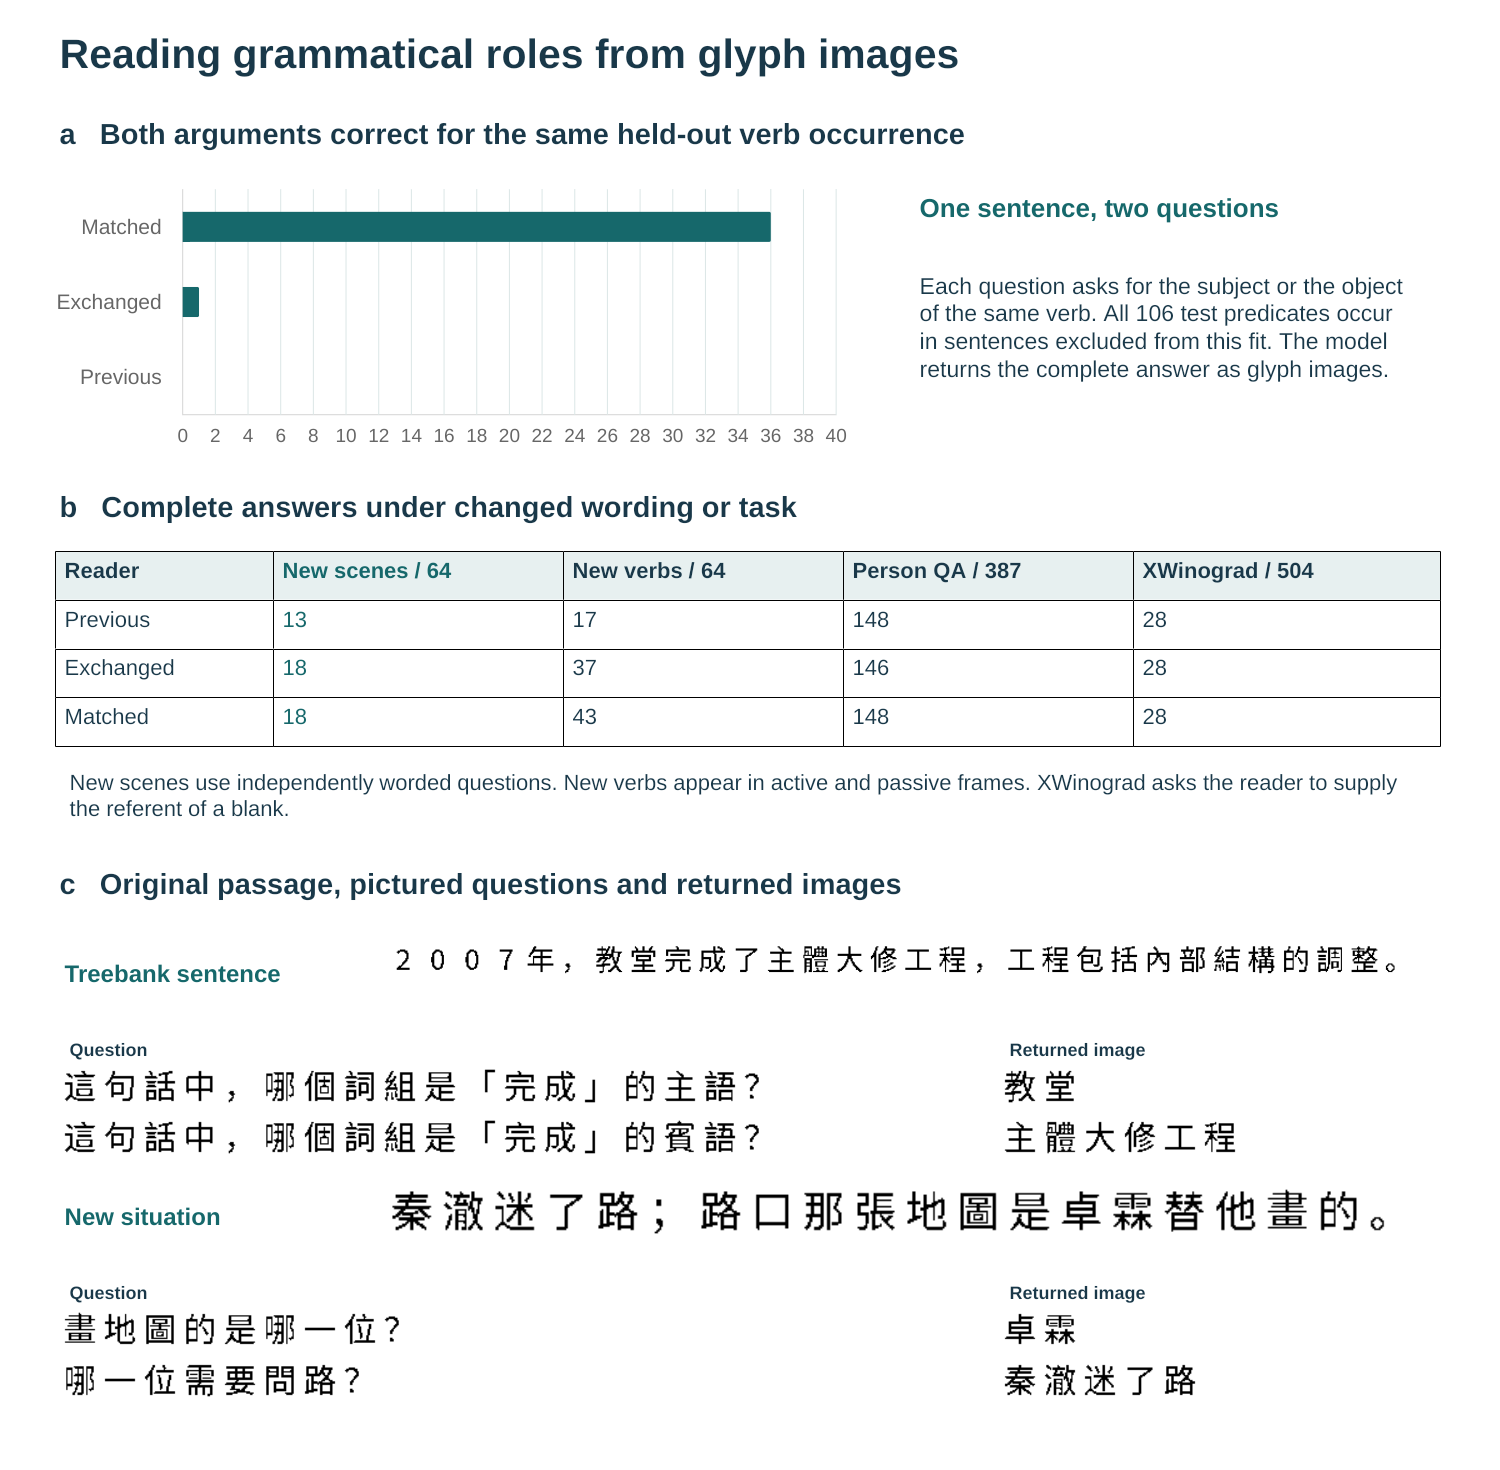 Reading grammatical roles from glyph images
a Both arguments correct for the same held-out verb occurrence
Matched
Exchanged
Previous
0 2 4 6 8 10 12 14 16 18 20 22 24 26 28 30 32 34 36 38 40
One sentence, two questions
Each question asks for the subject or the object
of the same verb. All 106 test predicates occur
in sentences excluded from this fit. The model
returns the complete answer as glyph images.
b Complete answers under changed wording or task
Reader New scenes / 64 New verbs / 64 Person QA / 387 XWinograd / 504
Previous 13 17 148 28
Exchanged 18 37 146 28
Matched 18 43 148 28
New scenes use independently worded questions. New verbs appear in active and passive frames. XWinograd asks the reader to supply
the referent of a blank.
c Original passage, pictured questions and returned images
Treebank sentence
2007年，教堂完成了主體大修工程，工程包括內部結構的調整。
Question Returned image
這句話中，哪個詞組是「完成」的主語？ 教堂
這句話中，哪個詞組是「完成」的賓語？ 主體大修工程
New situation
秦澈迷了路；路口那張地圖是卓霖替他畫的。
Question Returned image
畫地圖的是哪一位？ 卓霖
哪一位需要問路？ 秦澈迷了路